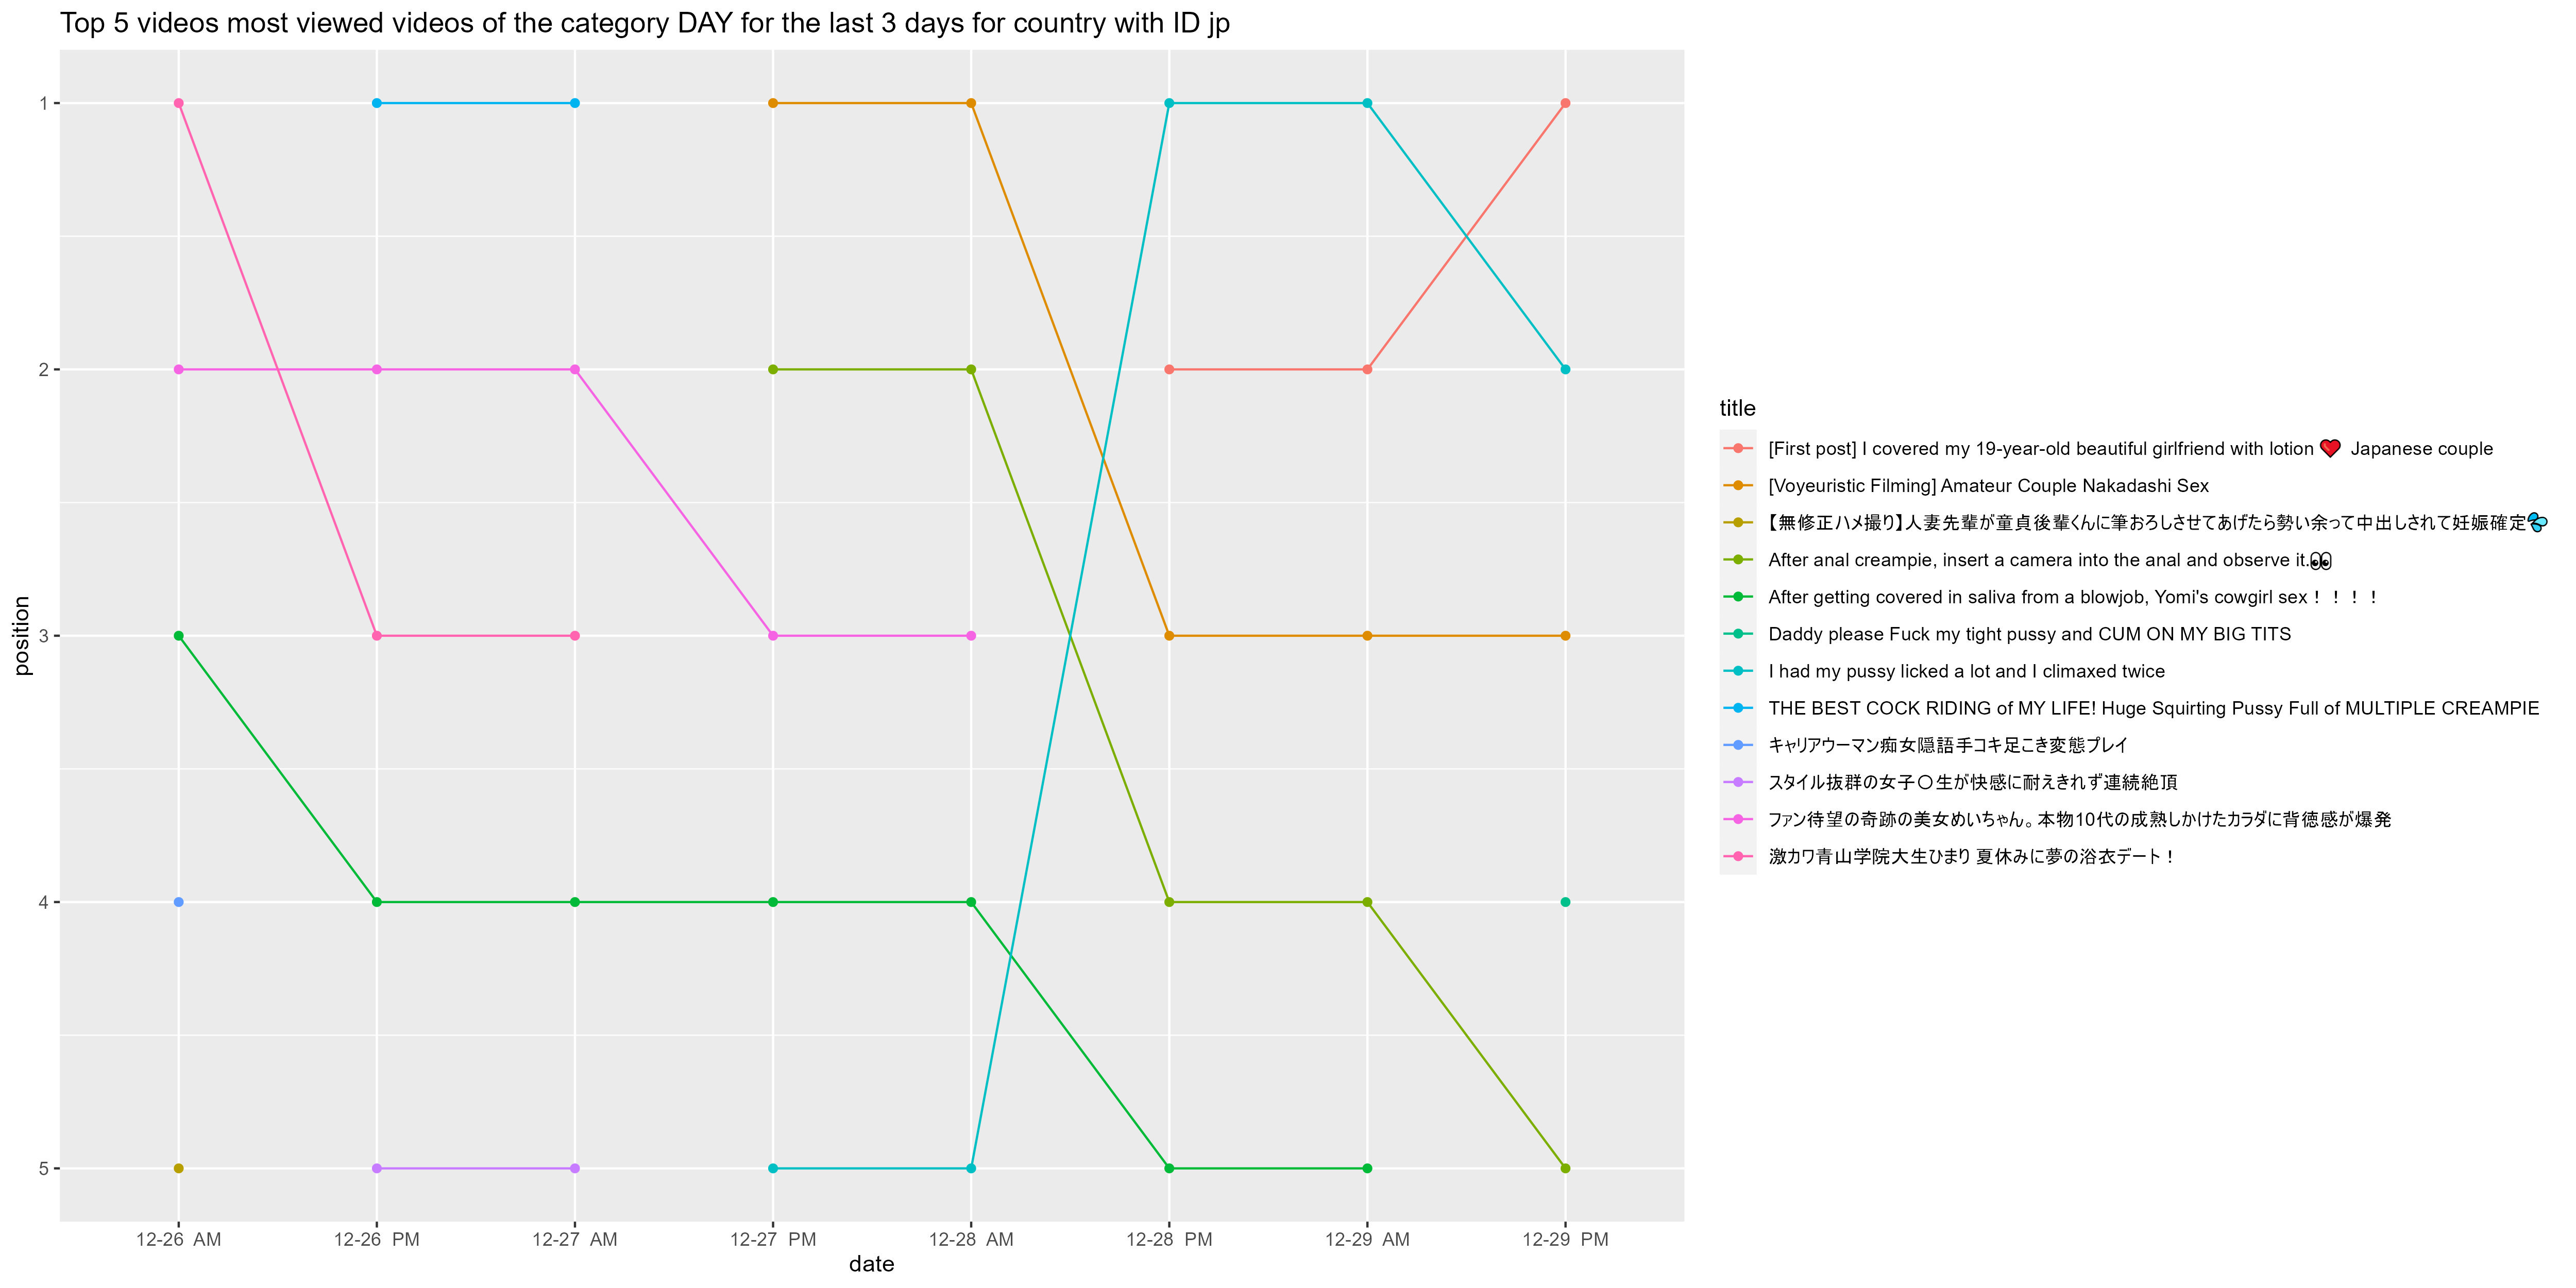 Top 5 videos most viewed videos of the category DAY for the last 3 days for country with ID jp
position
1
2
3
4
5
12-26 AM
12-26 PM
12-27 AM
12-27 PM
12-28 AM
12-28 PM
12-29 AM
12-29 PM
date
title
[First post] I covered my 19-year-old beautiful girlfriend with lotion ❤️ Japanese couple
[Voyeuristic Filming] Amateur Couple Nakadashi Sex
【無修正ハメ撮り】人妻先輩が童貞後輩くんに筆おろしさせてあげたら勢い余って中出しされて妊娠確定💦
After anal creampie, insert a camera into the anal and observe it.👀
After getting covered in saliva from a blowjob, Yomi's cowgirl sex！！！！
Daddy please Fuck my tight pussy and CUM ON MY BIG TITS
I had my pussy licked a lot and I climaxed twice
THE BEST COCK RIDING of MY LIFE! Huge Squirting Pussy Full of MULTIPLE CREAMPIE
キャリアウーマン痴女隠語手コキ足こき変態プレイ
スタイル抜群の女子〇生が快感に耐えきれず連続絶頂
ファン待望の奇跡の美女めいちゃん。本物10代の成熟しかけたカラダに背徳感が爆発
激カワ青山学院大生ひまり 夏休みに夢の浴衣デート！